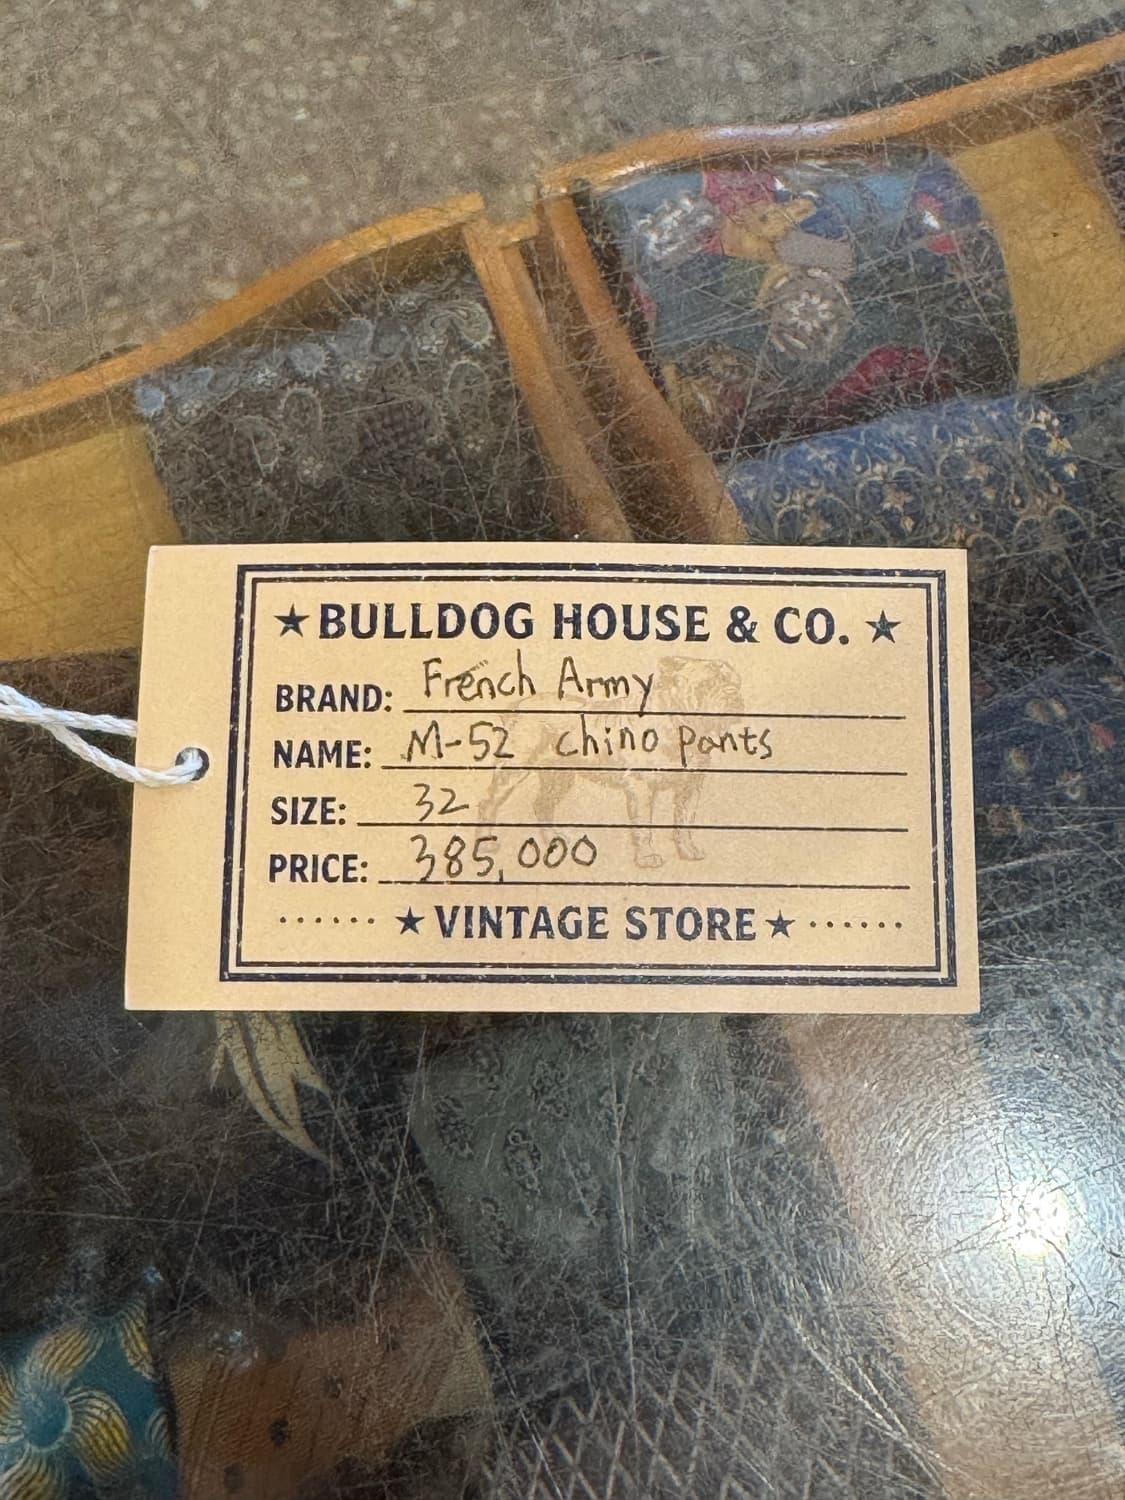 ★ BULLDOG HOUSE & CO. ★
BRAND: French Army
NAME: M-52 chino pants
SIZE: 32
PRICE: 385,000
...... ★ VINTAGE STORE ★ ......